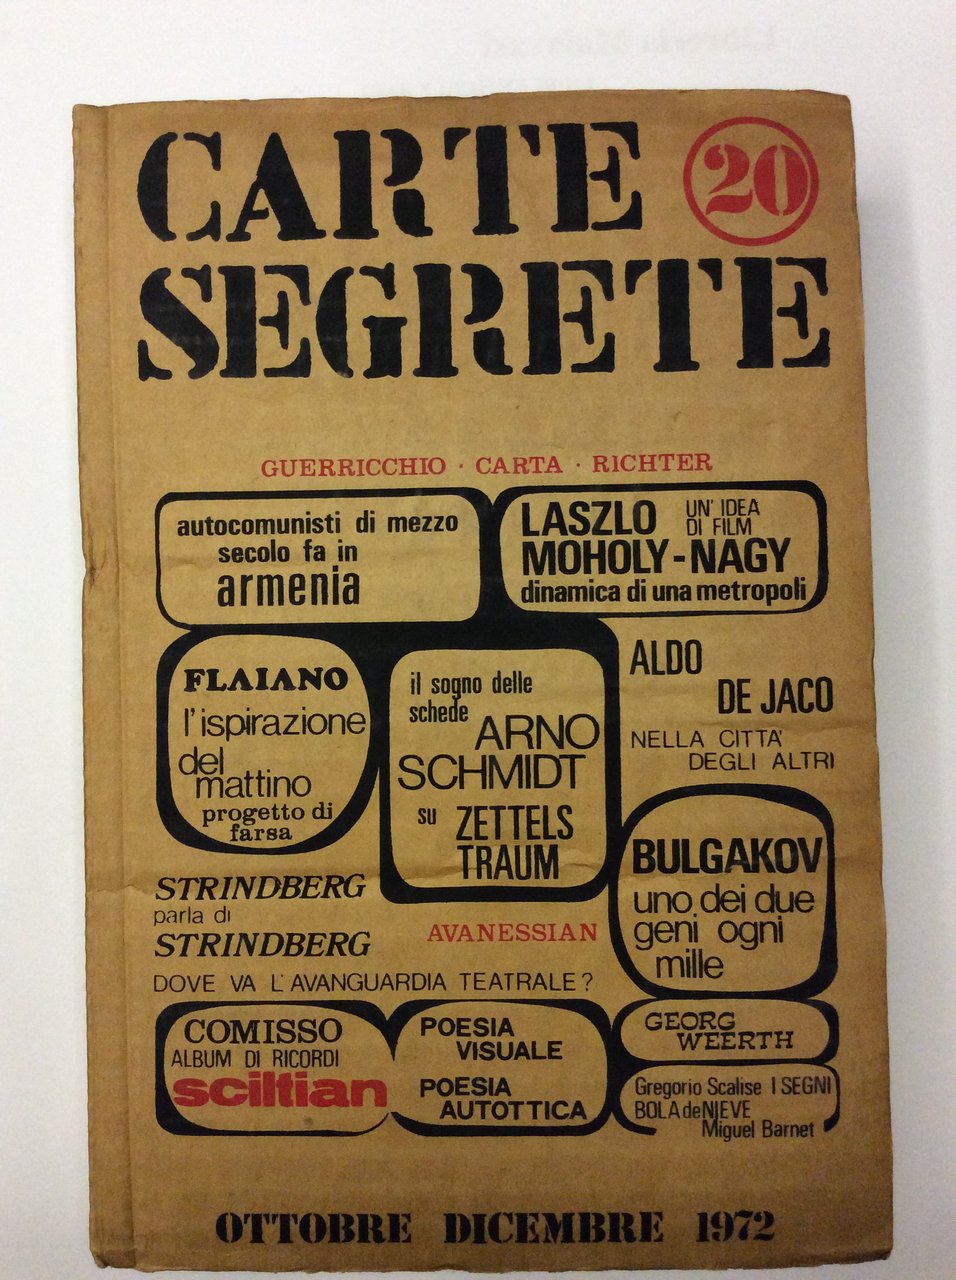 CARTE
20
SEGRETE
GUERRICCHIO · CARTA · RICHTER
autocomunisti di mezzo
secolo fa in
armenia
LASZLO UN' IDEA
DI FILM
MOHOLY-NAGY
dinamica di una metropoli
FLAIANO
l'ispirazione
del
mattino
progetto di
farsa
il sogno delle
schede
ARNO
SCHMIDT
su ZETTELS
TRAUM
ALDO
DE JACO
NELLA CITTA'
DEGLI ALTRI
BULGAKOV
uno dei due
geni ogni
mille
STRINDBERG
parla di
STRINDBERG
AVANESSIAN
DOVE VA L'AVANGUARDIA TEATRALE?
COMISSO
ALBUM DI RICORDI
sciltian
POESIA
VISUALE
POESIA
AUTOTTICA
GEORG
WEERTH
Gregorio Scalise I SEGNI
BOLA de NIEVE
Miguel Barnet
OTTOBRE DICEMBRE 1972